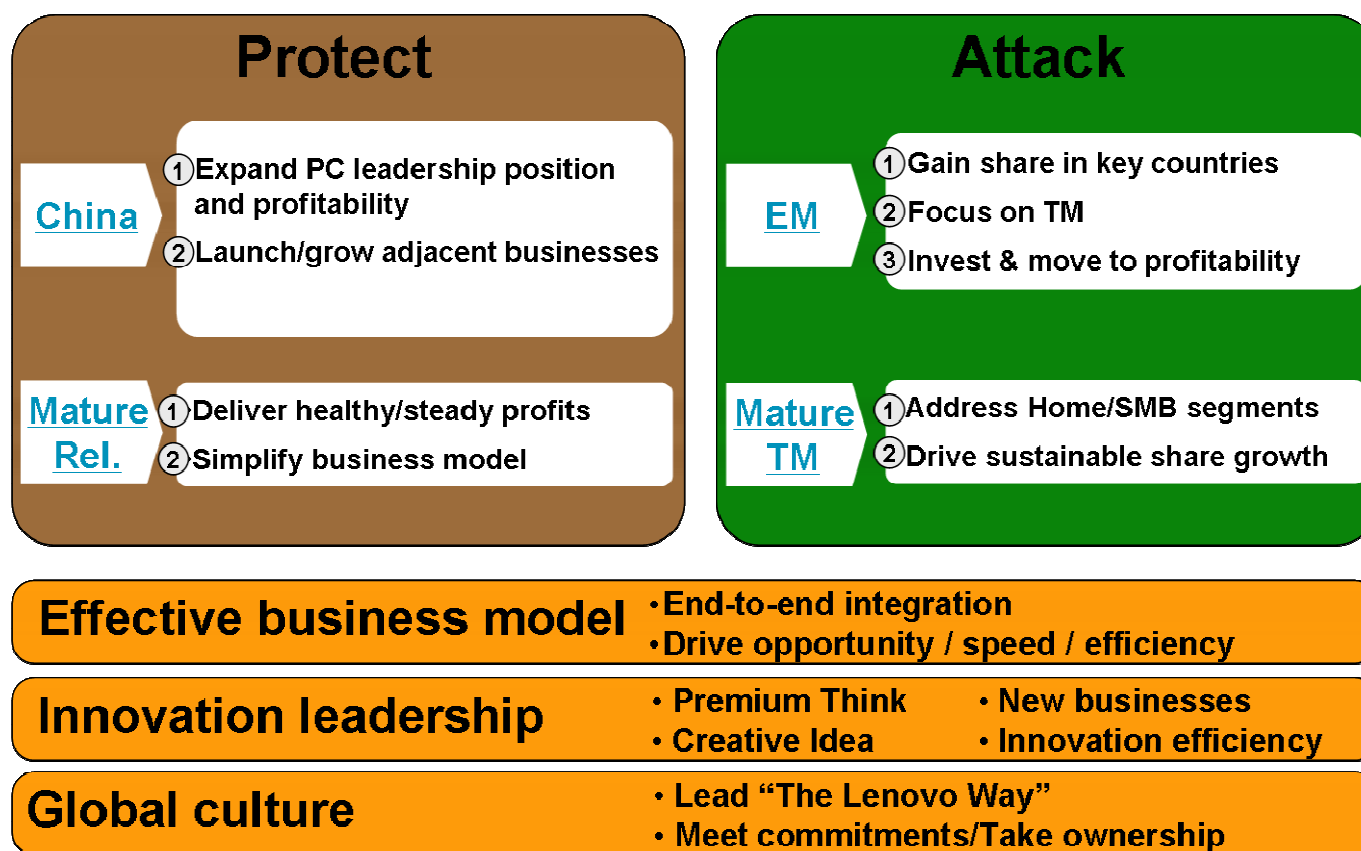 Protect
China
1 Expand PC leadership position
and profitability
2 Launch/grow adjacent businesses
Mature
Rel.
1 Deliver healthy/steady profits
2 Simplify business model
Attack
EM
1 Gain share in key countries
2 Focus on TM
3 Invest & move to profitability
Mature
TM
1 Address Home/SMB segments
2 Drive sustainable share growth
Effective business model
• End-to-end integration
• Drive opportunity / speed / efficiency
Innovation leadership
• Premium Think
• Creative Idea
• New businesses
• Innovation efficiency
Global culture
• Lead “The Lenovo Way”
• Meet commitments/Take ownership